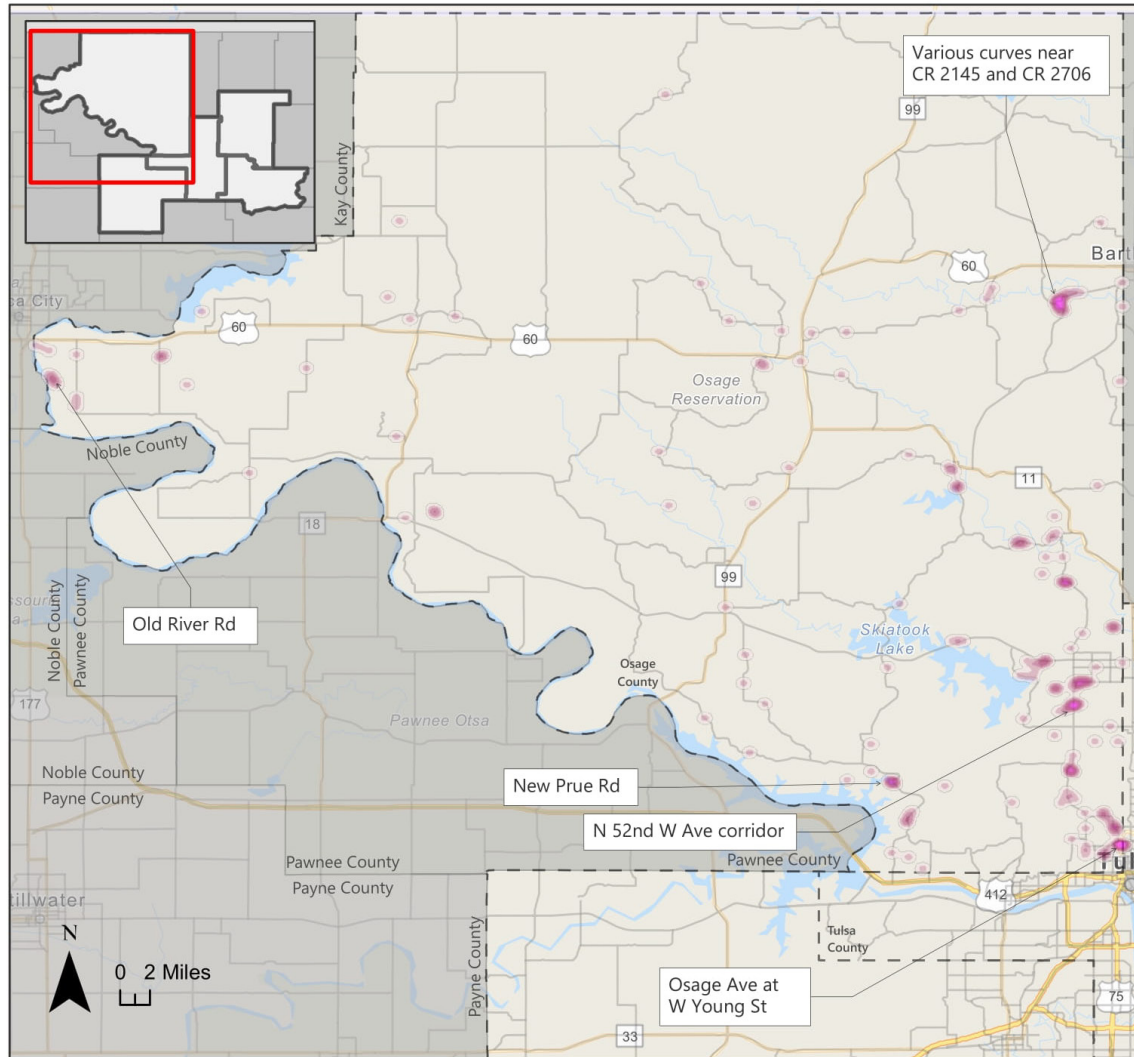 Various curves near
CR 2145 and CR 2706
99
Kay County
60
60
60
Osage
Reservation
Noble County
11
18
99
Old River Rd
Noble County
Pawnee County
Skiatook
Lake
Osage
County
177
Pawnee Otsa
Noble County
Payne County
New Prue Rd
N 52nd W Ave corridor
Pawnee County
Pawnee County
Payne County
412
Payne County
Tulsa
County
N
0 2 Miles
Osage Ave at
W Young St
75
33